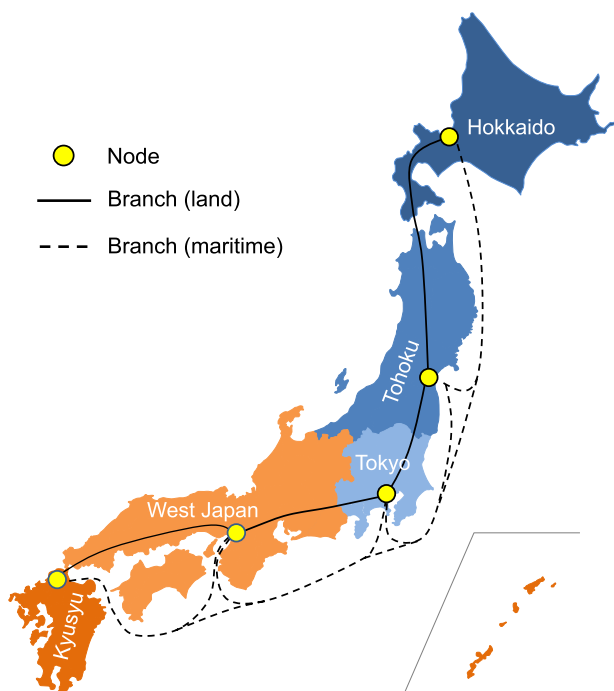 Hokkaido
Node
Branch (land)
Branch (maritime)
Tohoku
Tokyo
West Japan
Kyusyu